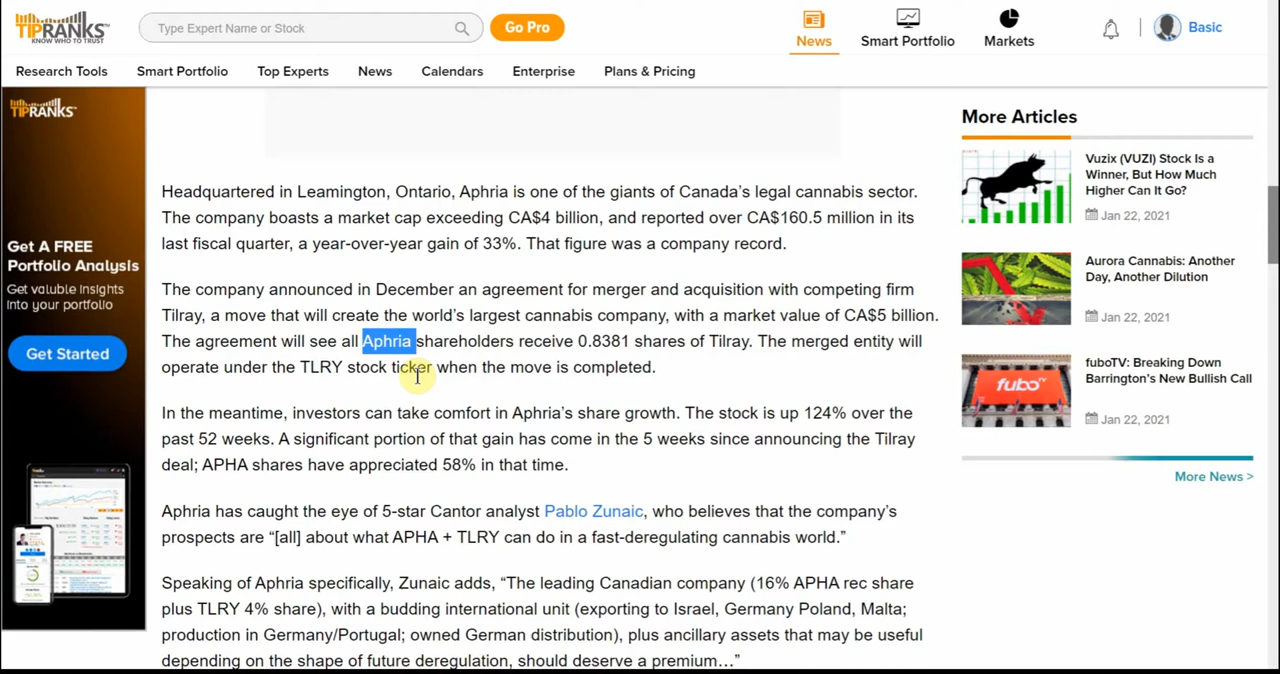 TIPRANKS
KNOW WHO TO TRUST
Type Expert Name or Stock
Go Pro
News
Smart Portfolio
Markets
Basic
Research Tools
Smart Portfolio
Top Experts
News
Calendars
Enterprise
Plans & Pricing
TIPRANKS
Get A FREE
Portfolio Analysis
Get valuble Insights
Into your portfolio
Get Started
Headquartered in Leamington, Ontario, Aphria is one of the giants of Canada's legal cannabis sector.
The company boasts a market cap exceeding CA$4 billion, and reported over CA$160.5 million in its
last fiscal quarter, a year-over-year gain of 33%. That figure was a company record.
The company announced in December an agreement for merger and acquisition with competing firm
Tilray, a move that will create the world's largest cannabis company, with a market value of CA$5 billion.
The agreement will see all Aphria shareholders receive 0.8381 shares of Tilray. The merged entity will
operate under the TLRY stock ticker when the move is completed.
In the meantime, investors can take comfort in Aphria's share growth. The stock is up 124% over the
past 52 weeks. A significant portion of that gain has come in the 5 weeks since announcing the Tilray
deal; APHA shares have appreciated 58% in that time.
Aphria has caught the eye of 5-star Cantor analyst Pablo Zunaic, who believes that the company's
prospects are “[all] about what APHA + TLRY can do in a fast-deregulating cannabis world.”
Speaking of Aphria specifically, Zunaic adds, “The leading Canadian company (16% APHA rec share
plus TLRY 4% share), with a budding international unit (exporting to Israel, Germany Poland, Malta;
production in Germany/Portugal; owned German distribution), plus ancillary assets that may be useful
depending on the shape of future deregulation, should deserve a premium…”
More Articles
Vuzix (VUZI) Stock Is a
Winner, But How Much
Higher Can It Go?
Jan 22, 2021
Aurora Cannabis: Another
Day, Another Dilution
Jan 22, 2021
fubo
fuboTV: Breaking Down
Barrington's New Bullish Call
Jan 22, 2021
More News >